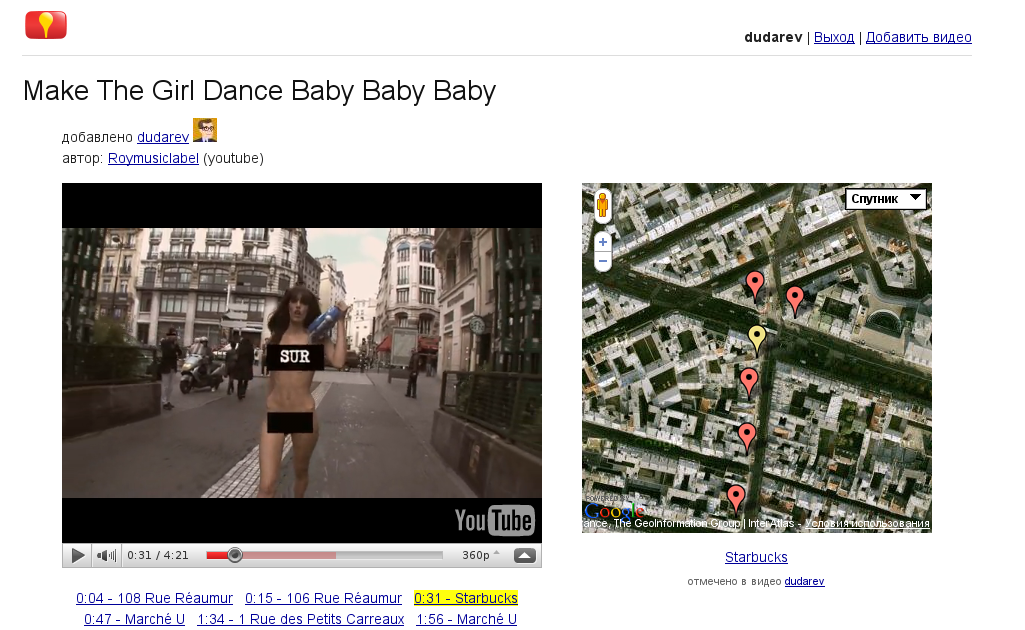 dudarev | Выход | Добавить видео
Make The Girl Dance Baby Baby Baby
добавлено dudarev
автор: Roymusiclabel (youtube)
Спутник
+
−
SUR
YouTube
POWERED BY
Google
ance, The GeoInformation Group | InterAtlas - Условия использования
0:31 / 4:21
360p
Starbucks
отмечено в видео dudarev
0:04 - 108 Rue Réaumur 0:15 - 106 Rue Réaumur 0:31 - Starbucks
0:47 - Marché U 1:34 - 1 Rue des Petits Carreaux 1:56 - Marché U